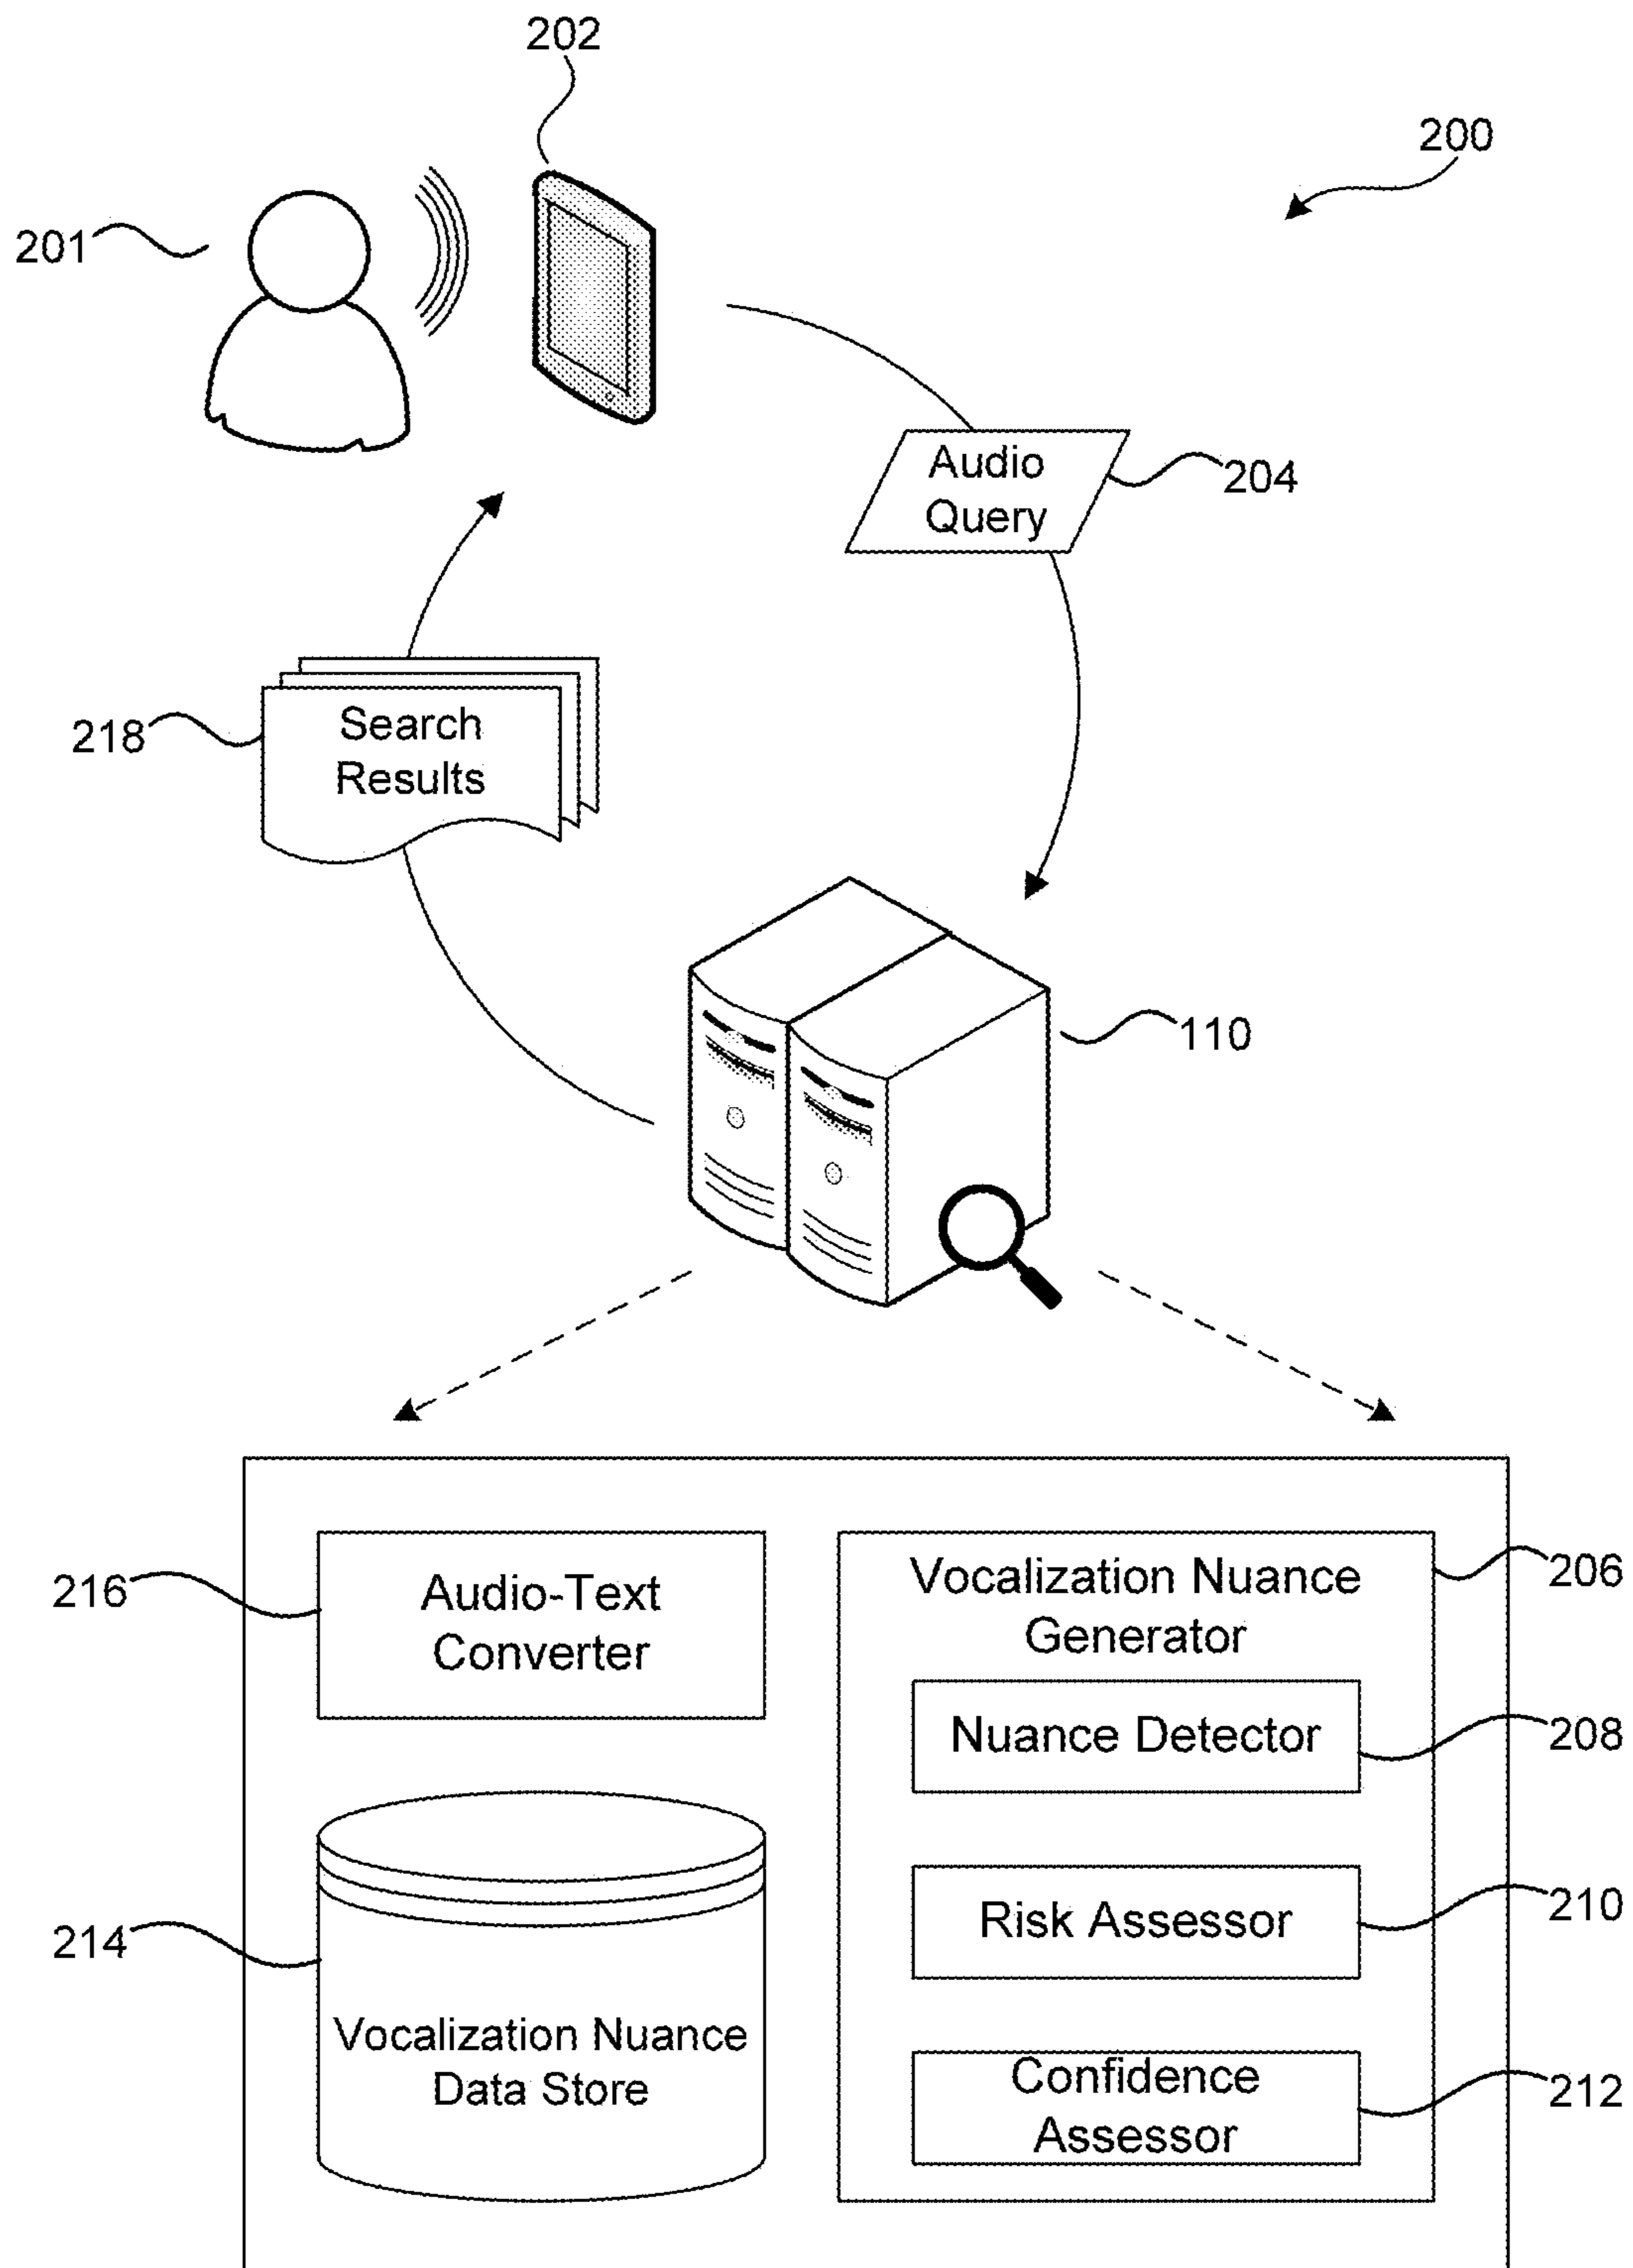 202
200
201
Audio
Query
204
Search
Results
218
110
216
Audio-Text
Converter
Vocalization Nuance
Generator
206
Nuance Detector
208
214
Vocalization Nuance
Data Store
Risk Assessor
210
Confidence
Assessor
212